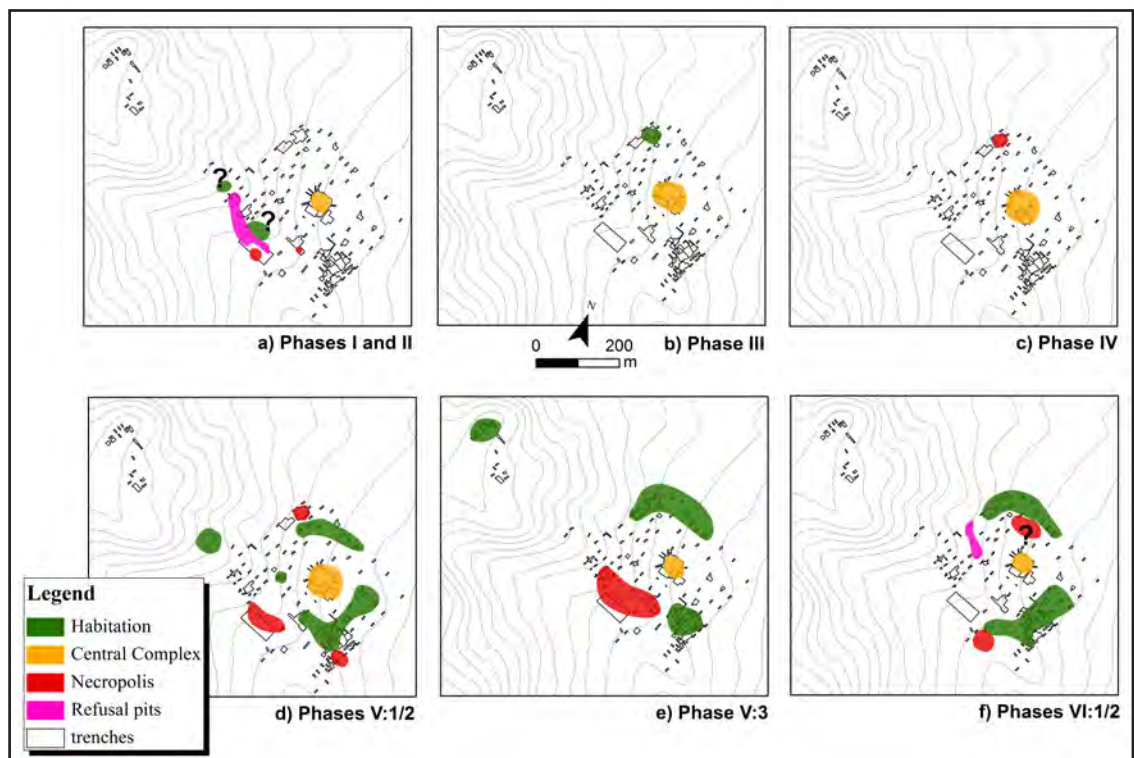 ?
?
a) Phases I and II
b) Phase III
c) Phase IV
N
0 200
m
?
d) Phases V:1/2
e) Phase V:3
f) Phases VI:1/2
Legend
Habitation
Central Complex
Necropolis
Refusal pits
trenches